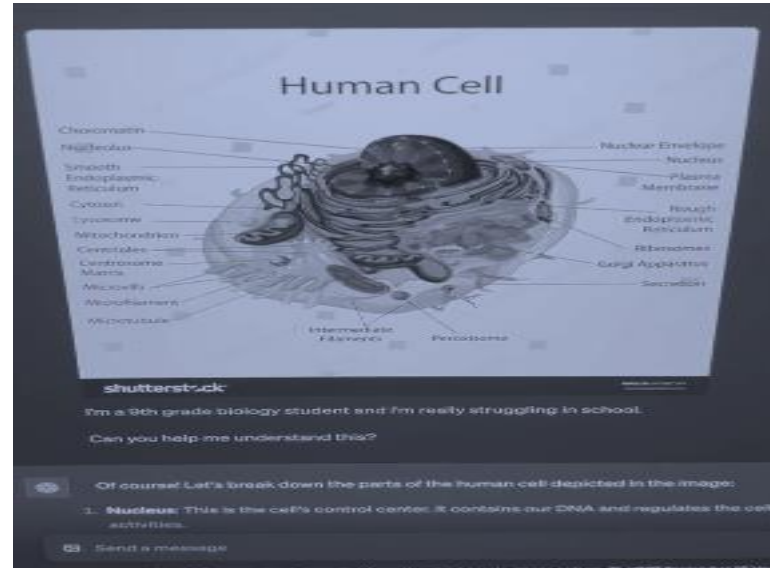 Human Cell
Chromatin
Nucleolus
Smooth
Endoplasmic
Reticulum
Cytosol
Lysosome
Mitochondrion
Centrioles
Centrosome
Matrix
Microvilli
Microfilament
Microtubule
Intermediate
Filaments
Peroxisome
Nuclear Envelope
Nucleus
Plasma
Membrane
Rough
Endoplasmic
Reticulum
Ribosomes
Golgi Apparatus
Secretion
shutterstock
I'm a 9th grade biology student and I'm really struggling in school.
Can you help me understand this?
Of course! Let's break down the parts of the human cell depicted in the image:
1. Nucleus: This is the cell's control center. It contains our DNA and regulates the cell
activities.
Send a message